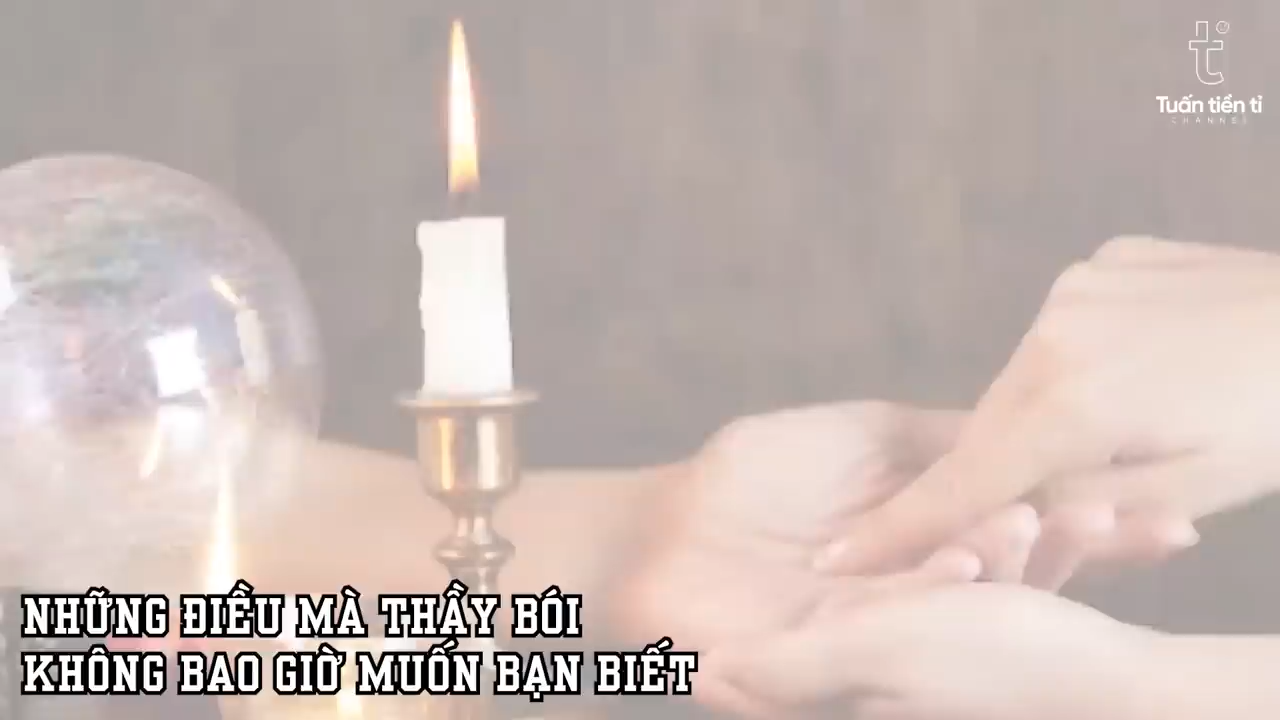 Tuấn tiền tỉ
CHANNEL
NHỮNG ĐIỀU MÀ THẦY BÓI
KHÔNG BAO GIỜ MUỐN BẠN BIẾT